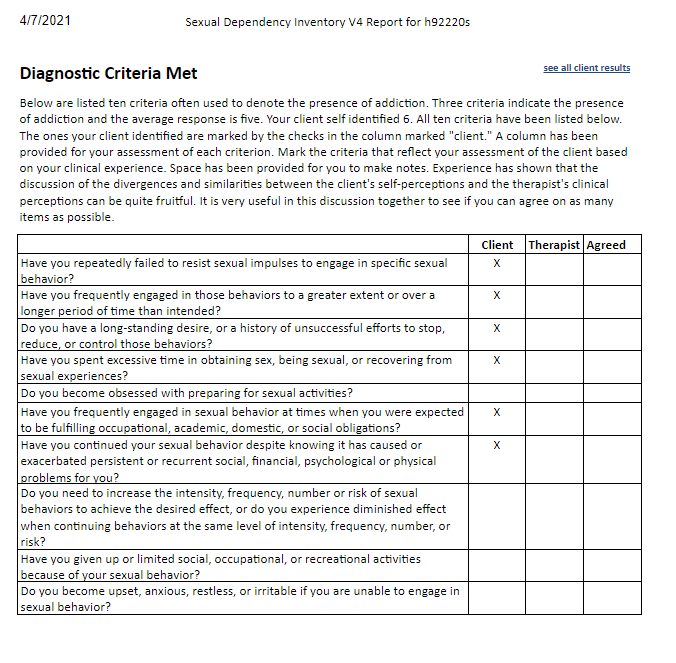 4/7/2021 Sexual Dependency Inventory V4 Report for h92220s
Diagnostic Criteria Met see all client results
Below are listed ten criteria often used to denote the presence of addiction. Three criteria indicate the presence
of addiction and the average response is five. Your client self identified 6. All ten criteria have been listed below.
The ones your client identified are marked by the checks in the column marked "client." A column has been
provided for your assessment of each criterion. Mark the criteria that reflect your assessment of the client based
on your clinical experience. Space has been provided for you to make notes. Experience has shown that the
discussion of the divergences and similarities between the client's self-perceptions and the therapist's clinical
perceptions can be quite fruitful. It is very useful in this discussion together to see if you can agree on as many
items as possible.
Client Therapist Agreed
Have you repeatedly failed to resist sexual impulses to engage in specific sexual X
behavior?
Have you frequently engaged in those behaviors to a greater extent or over a X
longer period of time than intended?
Do you have a long-standing desire, or a history of unsuccessful efforts to stop, X
reduce, or control those behaviors?
Have you spent excessive time in obtaining sex, being sexual, or recovering from X
sexual experiences?
Do you become obsessed with preparing for sexual activities?
Have you frequently engaged in sexual behavior at times when you were expected X
to be fulfilling occupational, academic, domestic, or social obligations?
Have you continued your sexual behavior despite knowing it has caused or X
exacerbated persistent or recurrent social, financial, psychological or physical
problems for you?
Do you need to increase the intensity, frequency, number or risk of sexual
behaviors to achieve the desired effect, or do you experience diminished effect
when continuing behaviors at the same level of intensity, frequency, number, or
risk?
Have you given up or limited social, occupational, or recreational activities
because of your sexual behavior?
Do you become upset, anxious, restless, or irritable if you are unable to engage in
sexual behavior?